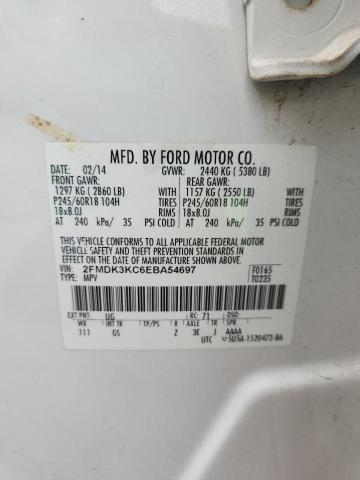 MFD. BY FORD MOTOR CO.
DATE: 02/14 GVWR: 2440 KG ( 5380 LB)
FRONT GAWR: REAR GAWR:
1297 KG ( 2860 LB) WITH 1157 KG ( 2550 LB) WITH
P245/60R18 104H TIRES P245/60R18 104H TIRES
18x8.0J RIMS 18x8.0J RIMS
AT 240 kPa/ 35 PSI COLD AT 240 kPa/ 35 PSI COLD
THIS VEHICLE CONFORMS TO ALL APPLICABLE FEDERAL MOTOR
VEHICLE SAFETY AND THEFT PREVENTION STANDARDS IN EFFECT
ON THE DATE OF MANUFACTURE SHOWN ABOVE.
VIN: 2FMDK3KC6EBA54697 F0165
TYPE: MPV T0235
EXT PNT: UG RC: 71 DSO:
WB INT TR TP/PS R AXLE TR SPR
111 GS Z 3E J AAAA
UTC SUSA-1520472-BA